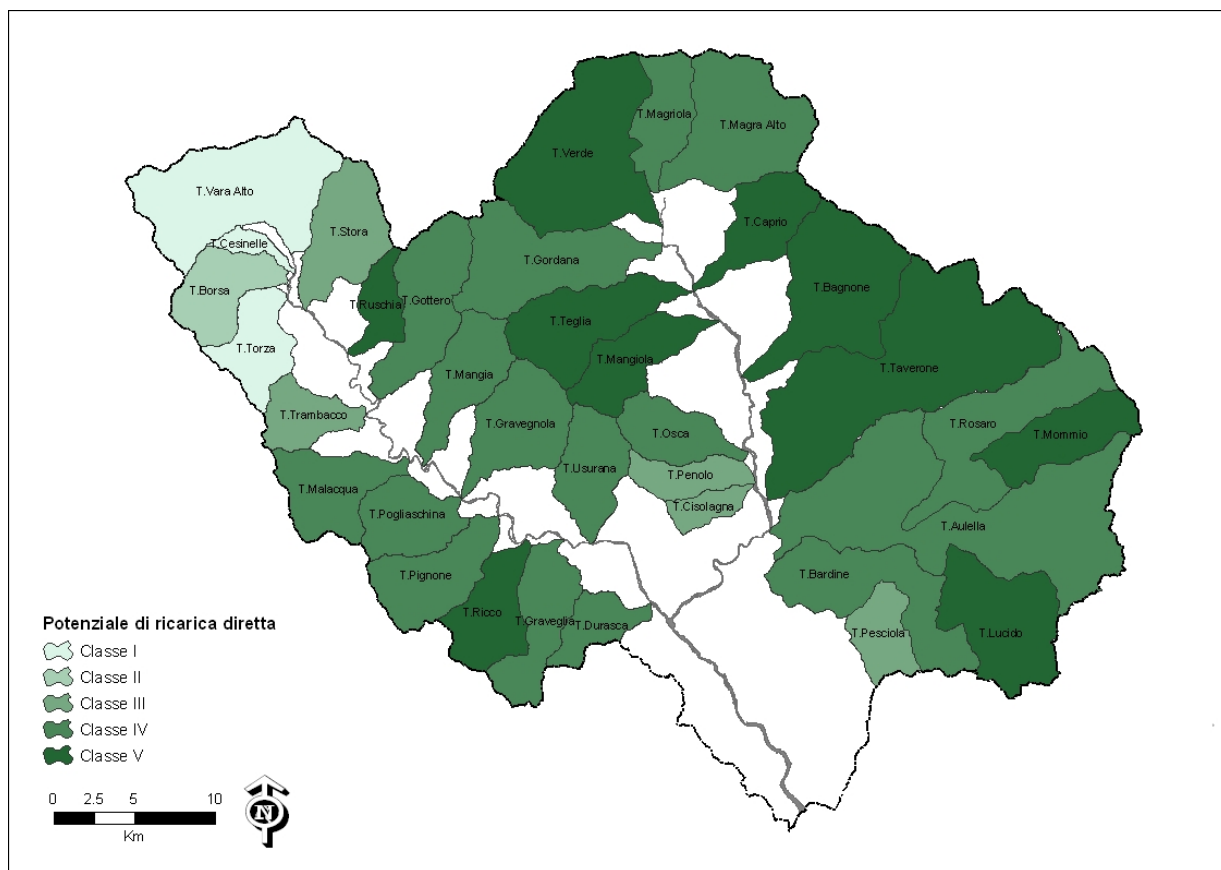 T.Magriola
T.Magra Alto
T.Verde
T.Vara Alto
T.Caprio
T.Stora
T.Cesinelle
T.Gordana
T.Borsa
T.Ruschia
T.Gottero
T.Bagnone
T.Teglia
T.Torza
T.Mangiola
T.Taverone
T.Mangia
T.Trambacco
T.Gravegnola
T.Osca
T.Rosaro
T.Mommio
T.Usurana
T.Penolo
T.Malacqua
T.Cisolagna
T.Pogliaschina
T.Aulella
T.Pignone
T.Bardine
T.Ricco
T.Graveglia
T.Durasca
T.Pesciola
T.Lucido
Potenziale di ricarica diretta
Classe I
Classe II
Classe III
Classe IV
Classe V
0 2.5 5 10
Km
N